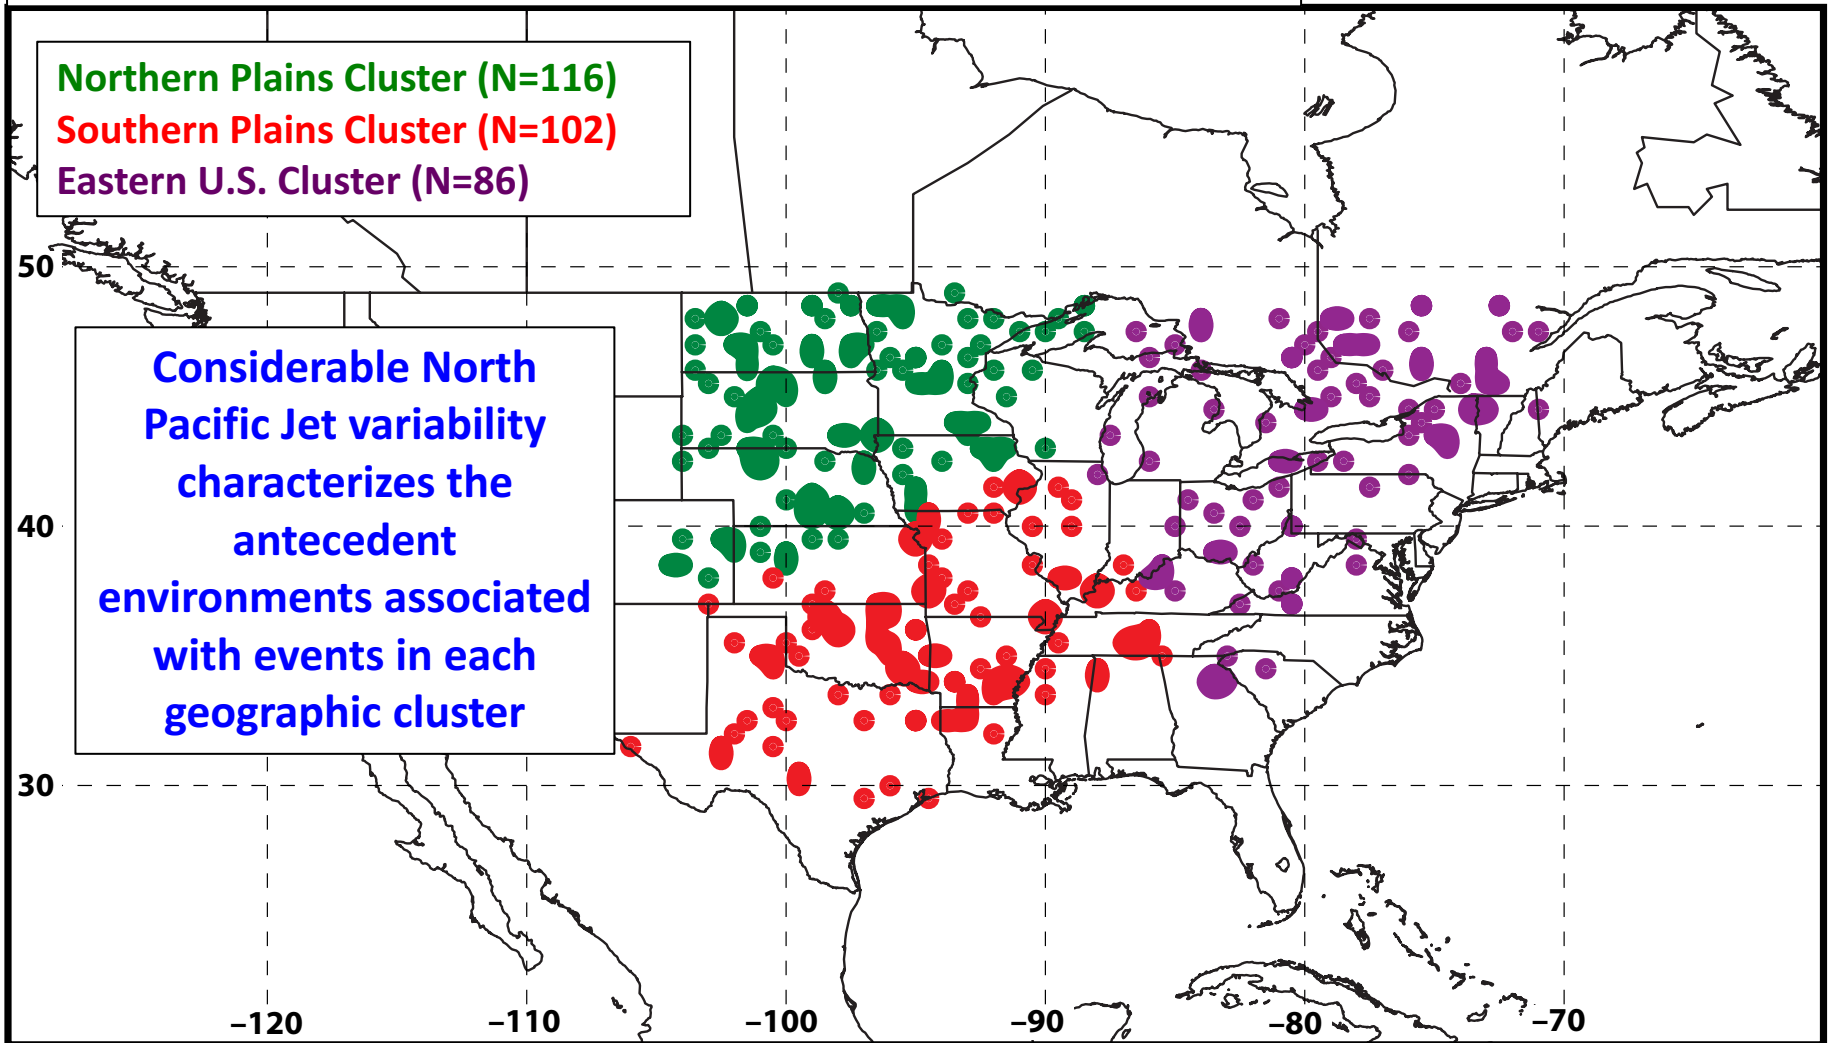 Northern Plains Cluster (N=116)
Southern Plains Cluster (N=102)
Eastern U.S. Cluster (N=86)
50
Considerable North
Pacific Jet variability
characterizes the
antecedent
environments associated
with events in each
geographic cluster
40
30
−120
−110
−100
−90
−80
−70